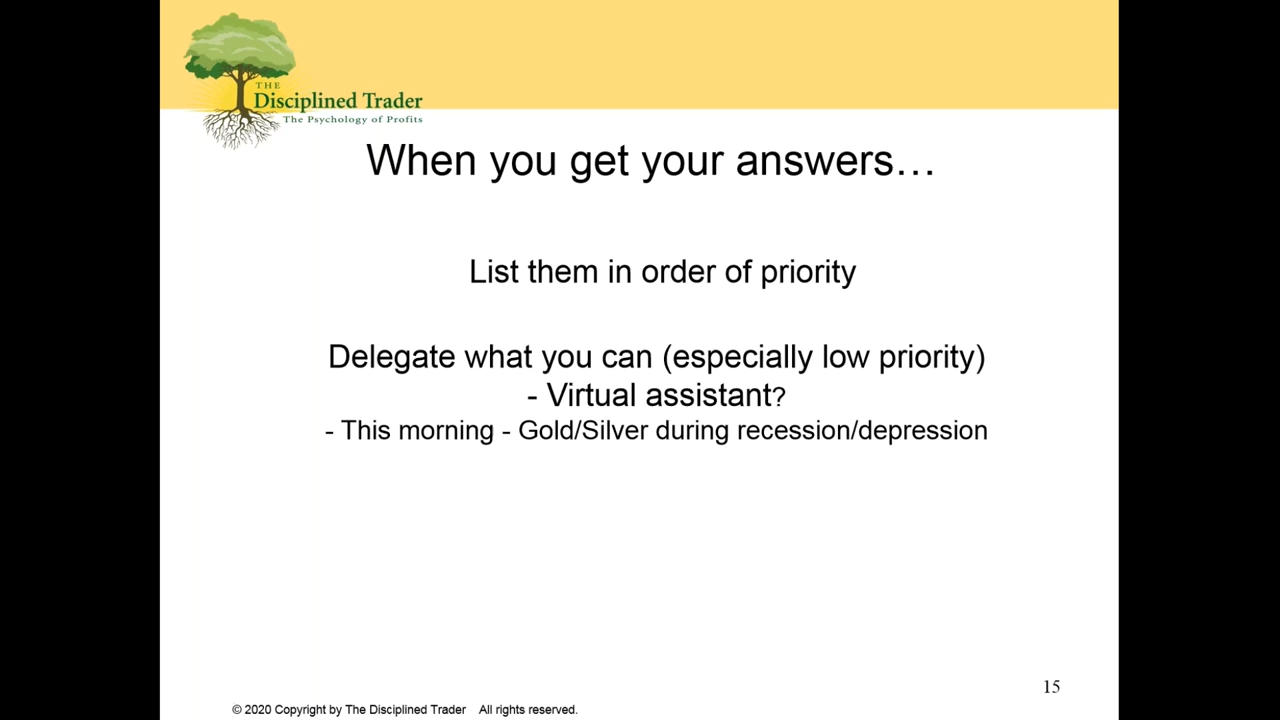 THE
Disciplined Trader
The Psychology of Profits
When you get your answers…
List them in order of priority
Delegate what you can (especially low priority)
- Virtual assistant?
- This morning - Gold/Silver during recession/depression
15
© 2020 Copyright by The Disciplined Trader All rights reserved.